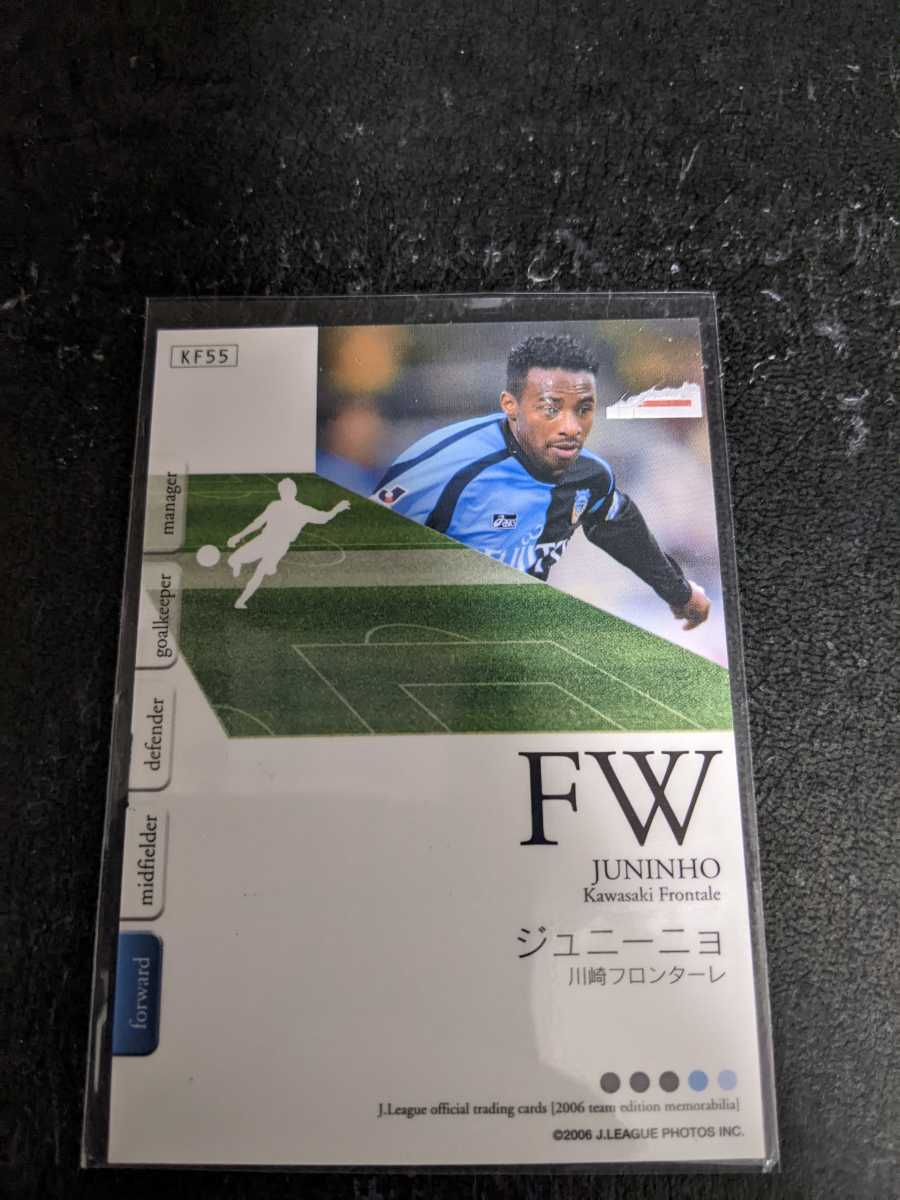 KF55
manager
goalkeeper
defender
midfielder
forward
asics
FW
JUNINHO
Kawasaki Frontale
ジュニーニョ
川崎フロンターレ
J.League official trading cards [2006 team edition memorabilia]
©2006 J.LEAGUE PHOTOS INC.